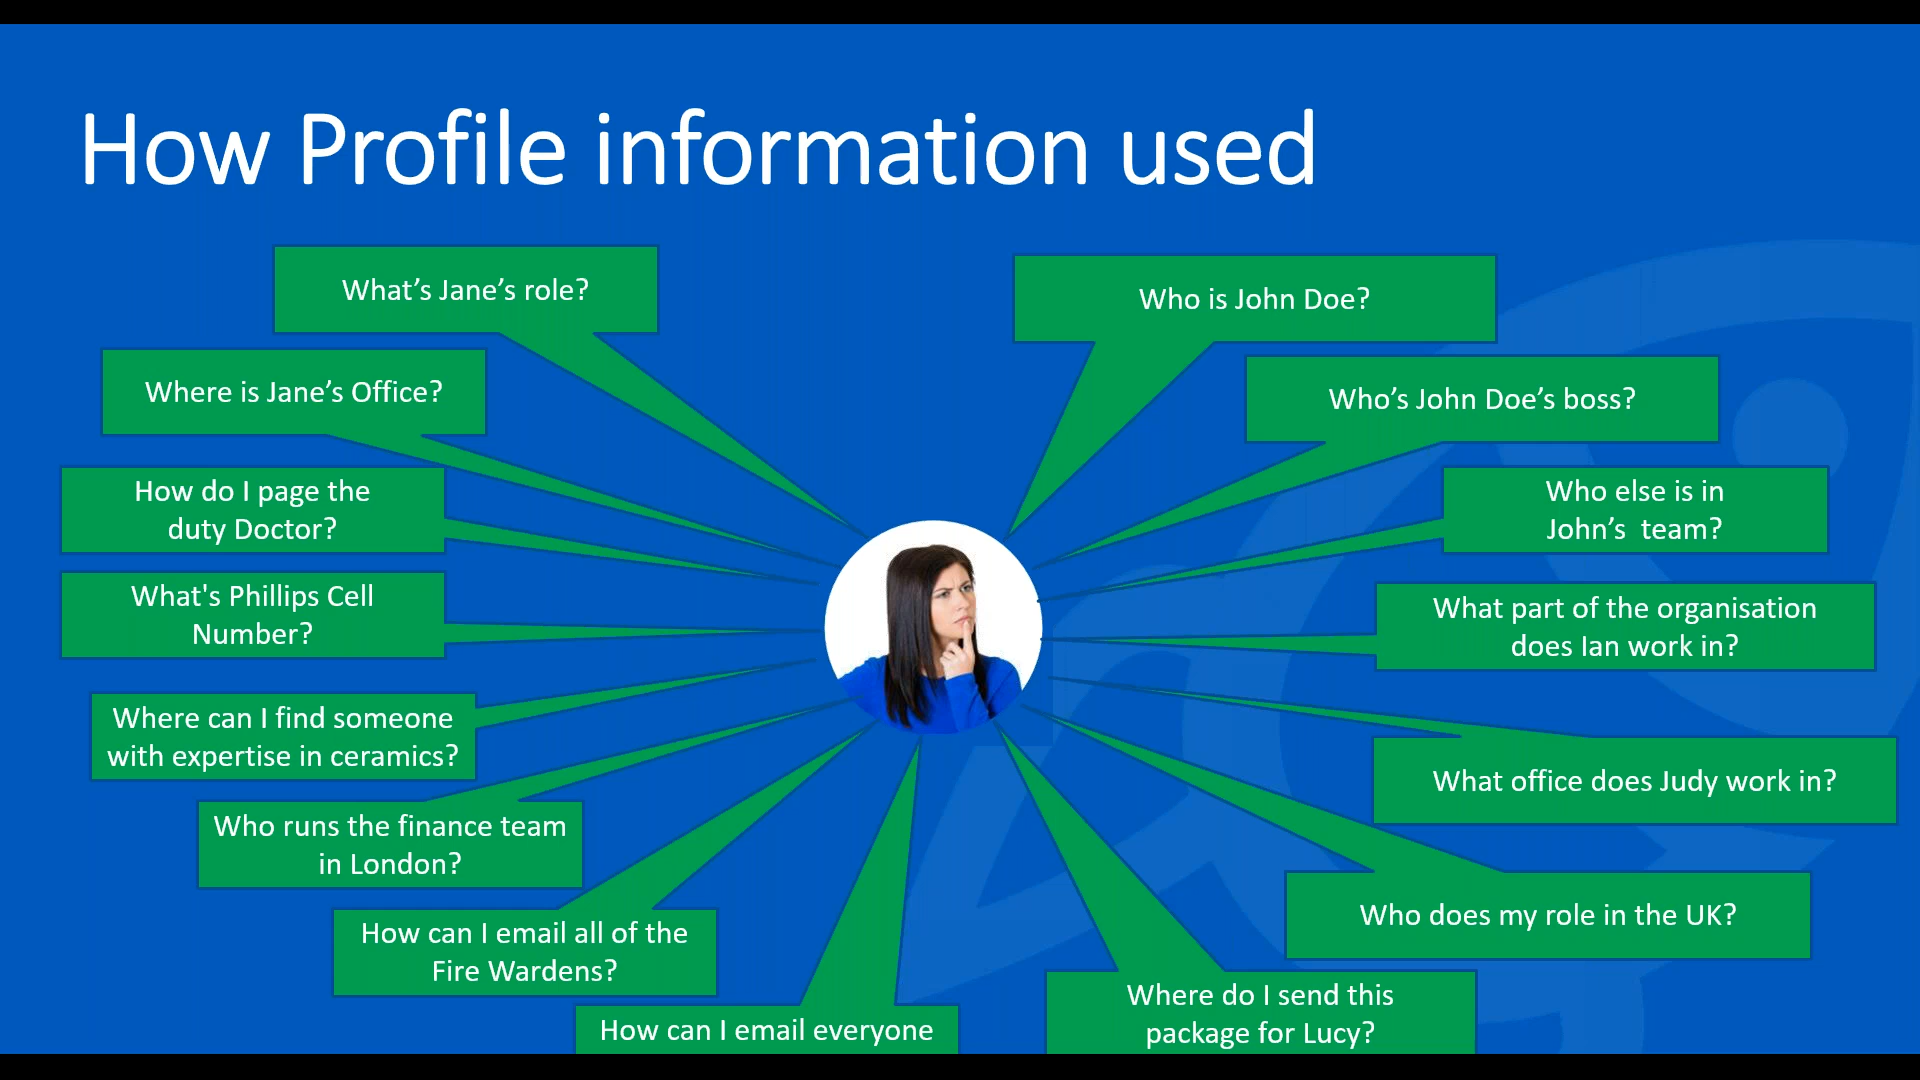 How Profile information used
What’s Jane’s role?
Who is John Doe?
Where is Jane’s Office?
Who’s John Doe’s boss?
How do I page the
duty Doctor?
Who else is in
John’s  team?
What's Phillips Cell
Number?
What part of the organisation
does Ian work in?
Where can I find someone
with expertise in ceramics?
What office does Judy work in?
Who runs the finance team
in London?
Who does my role in the UK?
How can I email all of the
Fire Wardens?
Where do I send this
package for Lucy?
How can I email everyone